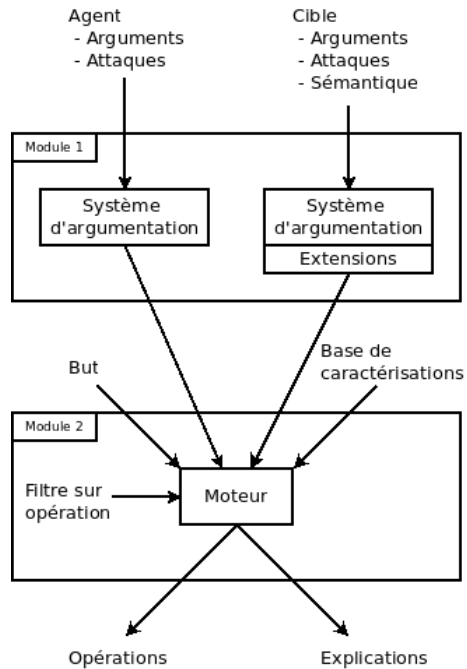 Agent
- Arguments
- Attaques
Cible
- Arguments
- Attaques
- Sémantique
Module 1
Système
d'argumentation
Système
d'argumentation
Extensions
But
Base de
caractérisations
Module 2
Filtre sur
opération
Moteur
Opérations
Explications